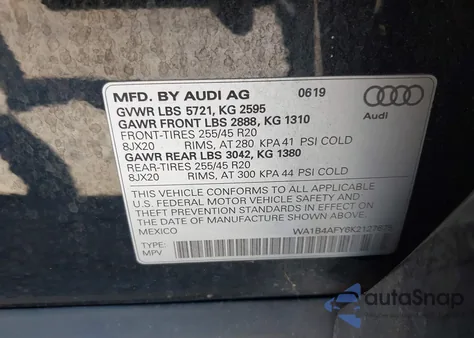 MFD. BY AUDI AG 0619
GVWR LBS 5721, KG 2595
GAWR FRONT LBS 2888, KG 1310
FRONT-TIRES 255/45 R20
8JX20 RIMS, AT 280 KPA 41 PSI COLD
GAWR REAR LBS 3042, KG 1380
REAR-TIRES 255/45 R20
8JX20 RIMS, AT 300 KPA 44 PSI COLD
THIS VEHICLE CONFORMS TO ALL APPLICABLE
U.S. FEDERAL MOTOR VEHICLE SAFETY, BUMPER, AND
THEFT PREVENTION STANDARDS IN EFFECT ON THE
DATE OF MANUFACTURE SHOWN ABOVE.
MEXICO
TYPE:
MPV
Audi
autoSnap